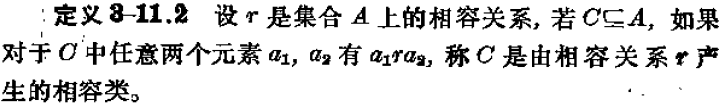 定义 3-11.2 设 r 是集合 A 上的相容关系, 若 C⊆A, 如果
对于 C 中任意两个元素 a₁, a₂ 有 a₁ra₂, 称 C 是由相容关系 r 产
生的相容类。